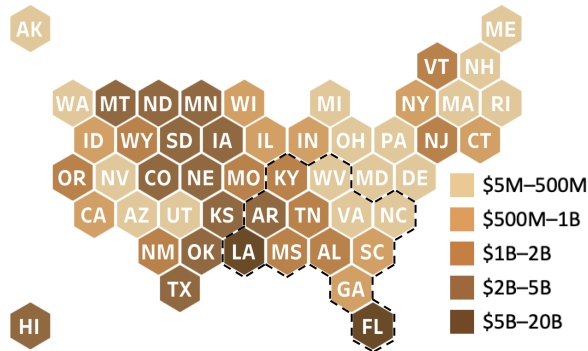 AK ME
VT NH
WA MT ND MN WI MI NY MA RI
ID WY SD IA IL IN OH PA NJ CT
OR NV CO NE MO KY WV MD DE
CA AZ UT KS AR TN VA NC
NM OK LA MS AL SC
TX GA
HI FL
$5M–500M
$500M–1B
$1B–2B
$2B–5B
$5B–20B